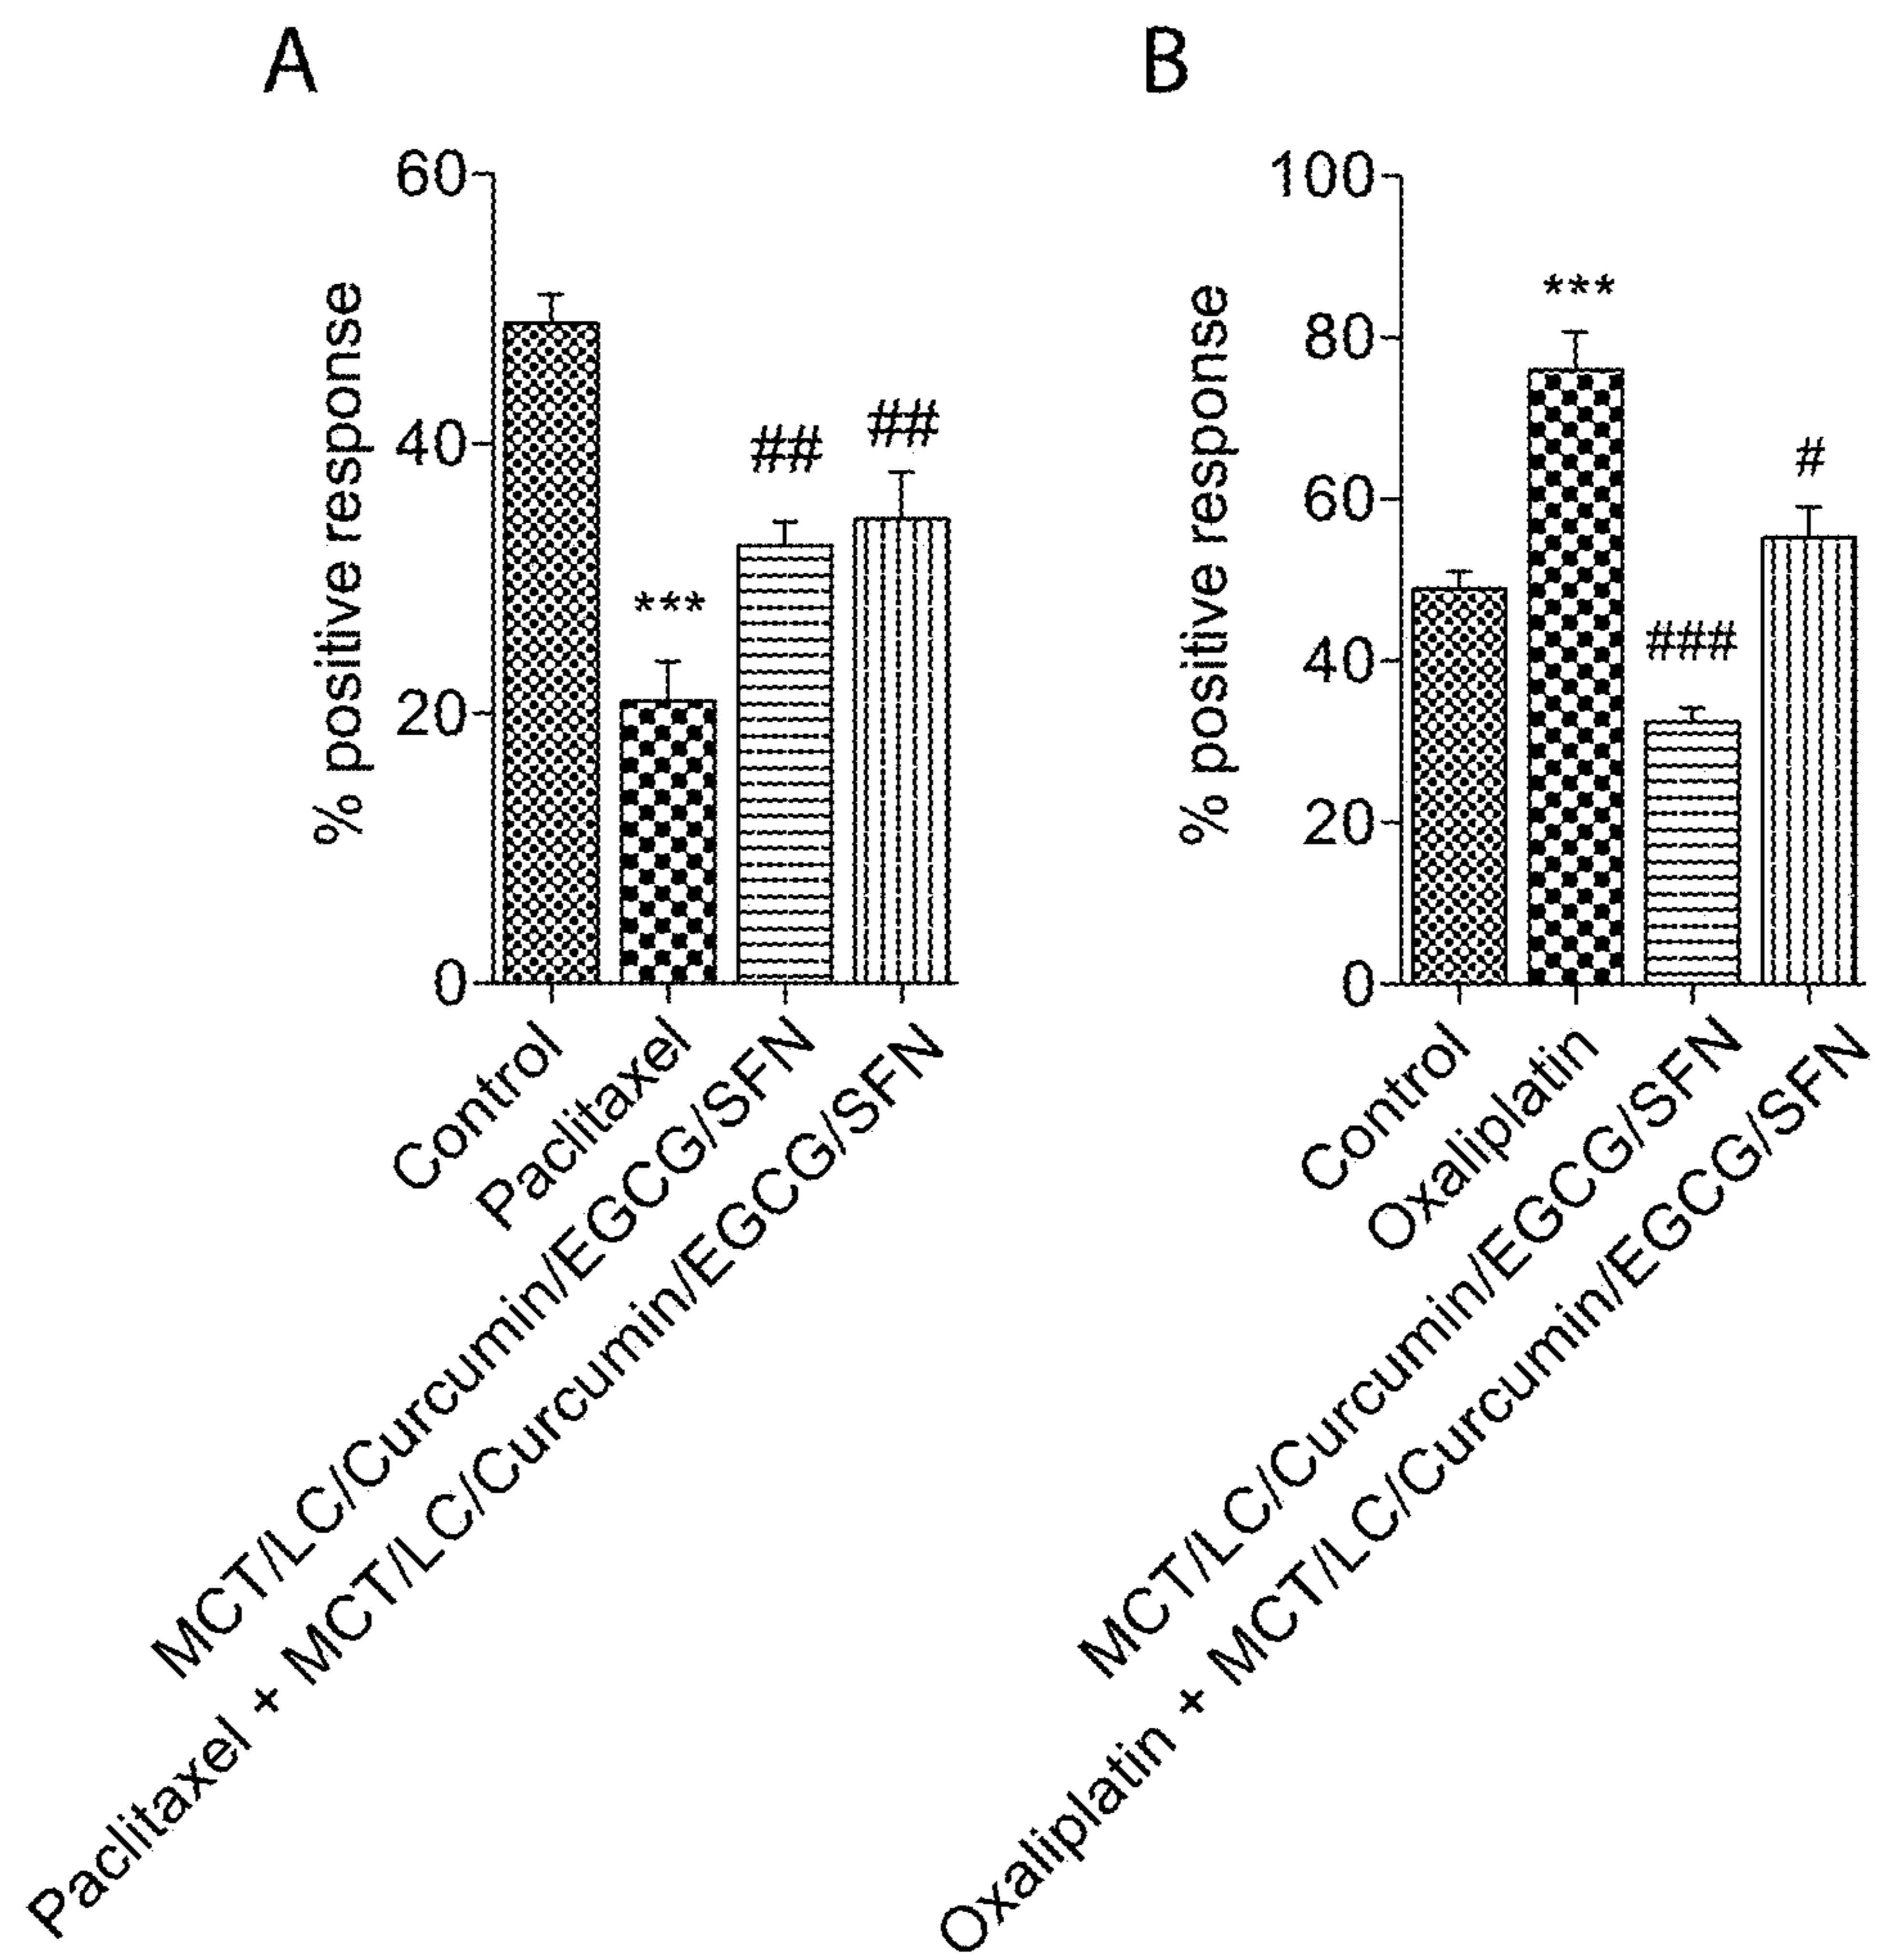 A
60
40
20
0
% positive response
***
##
##
Control
Paclitaxel
MCT/LC/Curcumin/EGCG/SFN
Paclitaxel + MCT/LC/Curcumin/EGCG/SFN
B
100
80
60
40
20
0
% positive response
***
###
#
Control
Oxaliplatin
MCT/LC/Curcumin/EGCG/SFN
Oxaliplatin + MCT/LC/Curcumin/EGCG/SFN